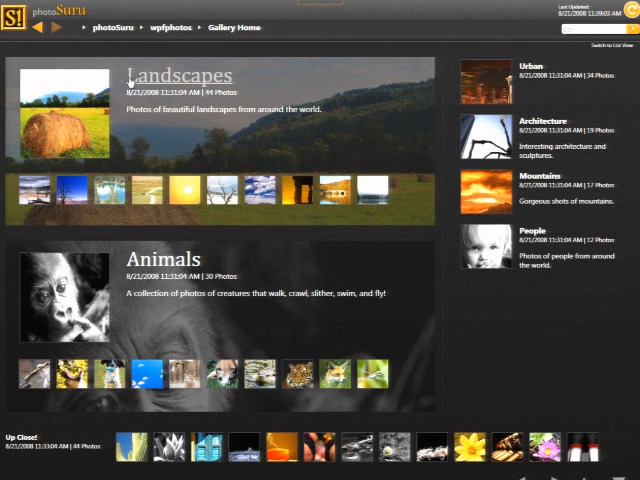 S!
photoSuru
photoSuru
wpfphotos
Gallery Home
Last Updated:
8/21/2008 11:39:03 AM
Switch to List View
Landscapes
8/21/2008 11:31:04 AM | 44 Photos
Photos of beautiful landscapes from around the world.
Animals
8/21/2008 11:31:04 AM | 30 Photos
A collection of photos of creatures that walk, crawl, slither, swim, and fly!
Urban
8/21/2008 11:31:04 AM | 34 Photos
Architecture
8/21/2008 11:31:04 AM | 19 Photos
Interesting architecture and
sculptures.
Mountains
8/21/2008 11:31:04 AM | 17 Photos
Gorgeous shots of mountains.
People
8/21/2008 11:31:04 AM | 12 Photos
Photos of people from around
the world.
Up Close!
8/21/2008 11:33:04 AM | 44 Photos